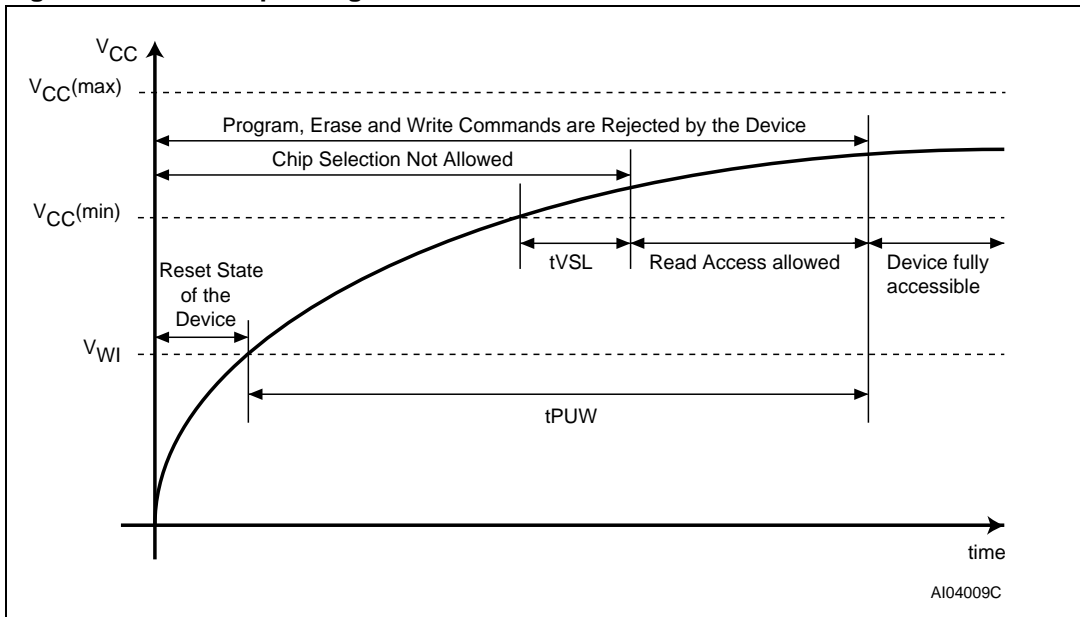 VCC
VCC(max)
Program, Erase and Write Commands are Rejected by the Device
Chip Selection Not Allowed
VCC(min)
tVSL
Read Access allowed
Device fully
accessible
Reset State
of the
Device
VWI
tPUW
time
AI04009C